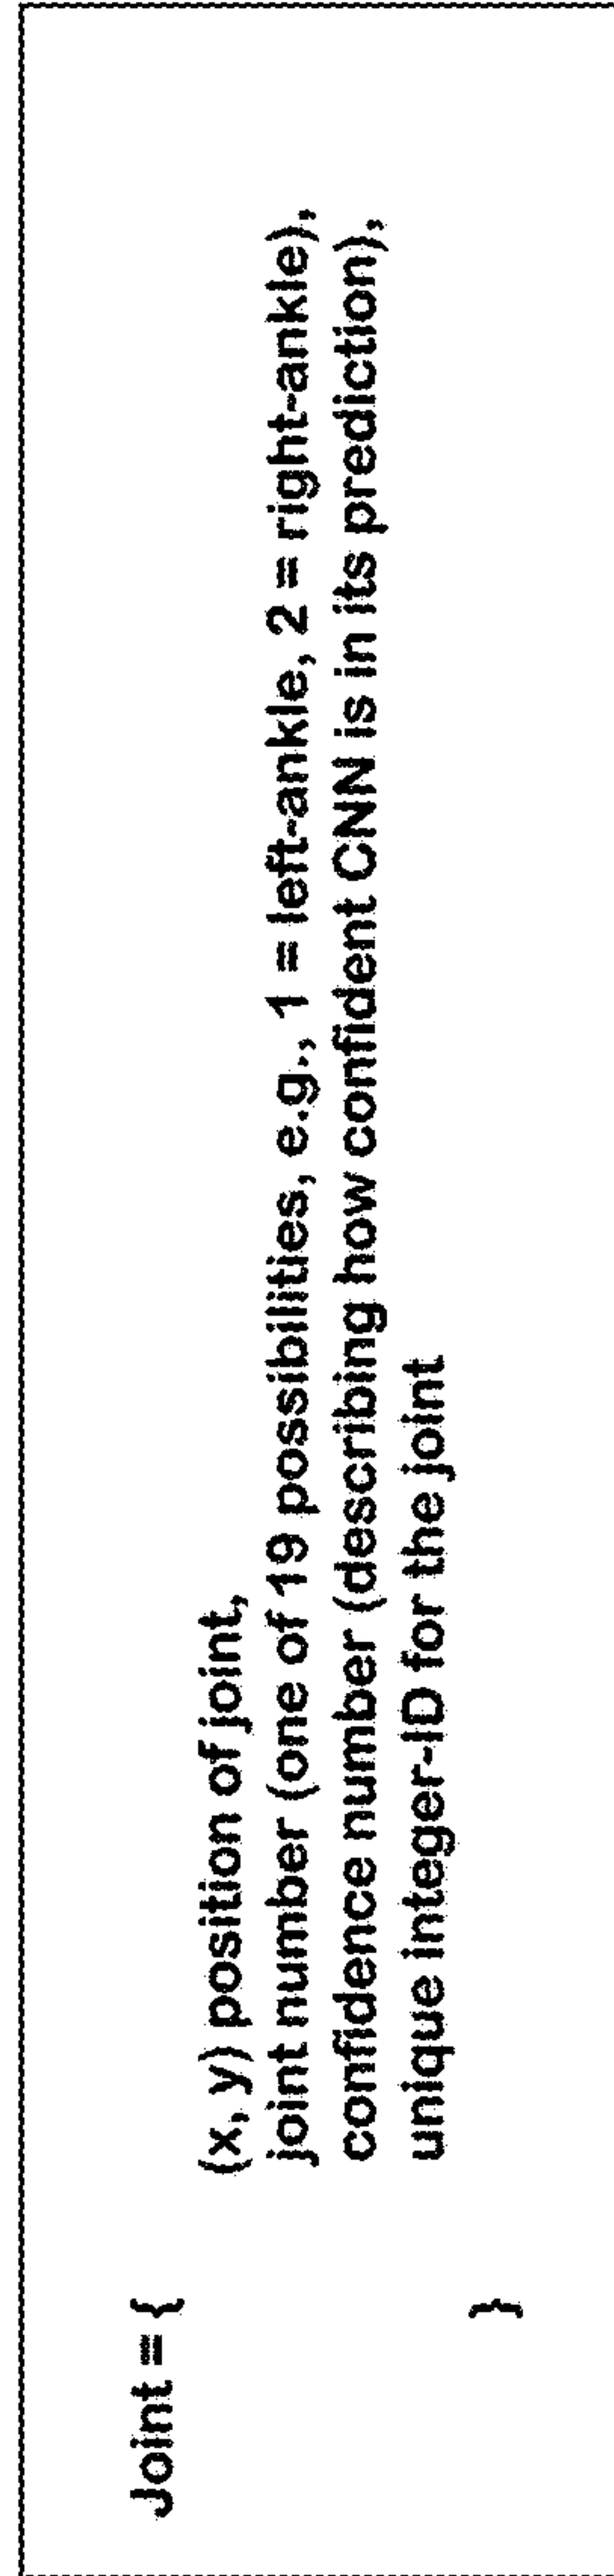 Joint = {
(x, y) position of joint,
joint number (one of 19 possibilities, e.g., 1 = left-ankle, 2 = right-ankle),
confidence number (describing how confident CNN is in its prediction),
unique integer-ID for the joint
}